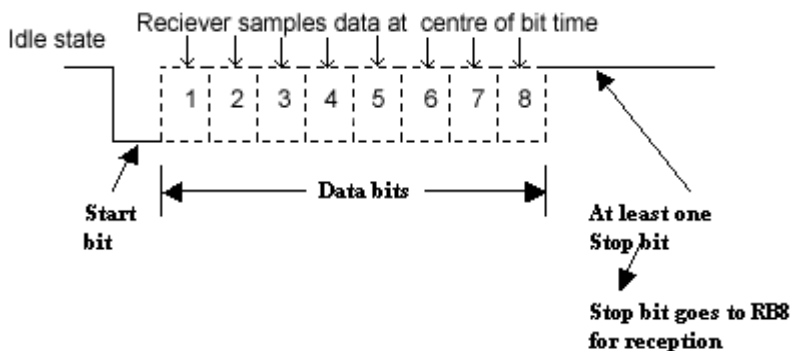 Reciever samples data at centre of bit time
Idle state
1 2 3 4 5 6 7 8
Data bits
Start
bit
At least one
Stop bit
Stop bit goes to RB8
for reception